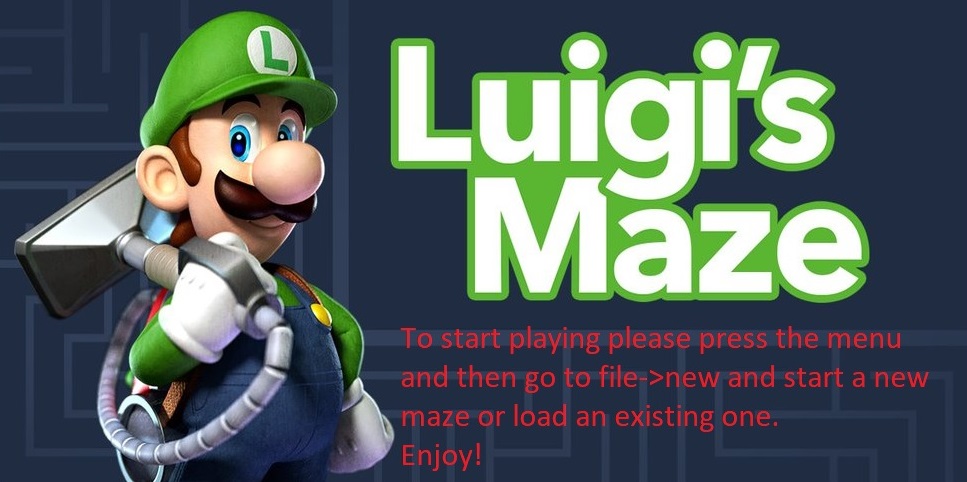 L
Luigi's
Maze
To start playing please press the menu
and then go to file->new and start a new
maze or load an existing one.
Enjoy!